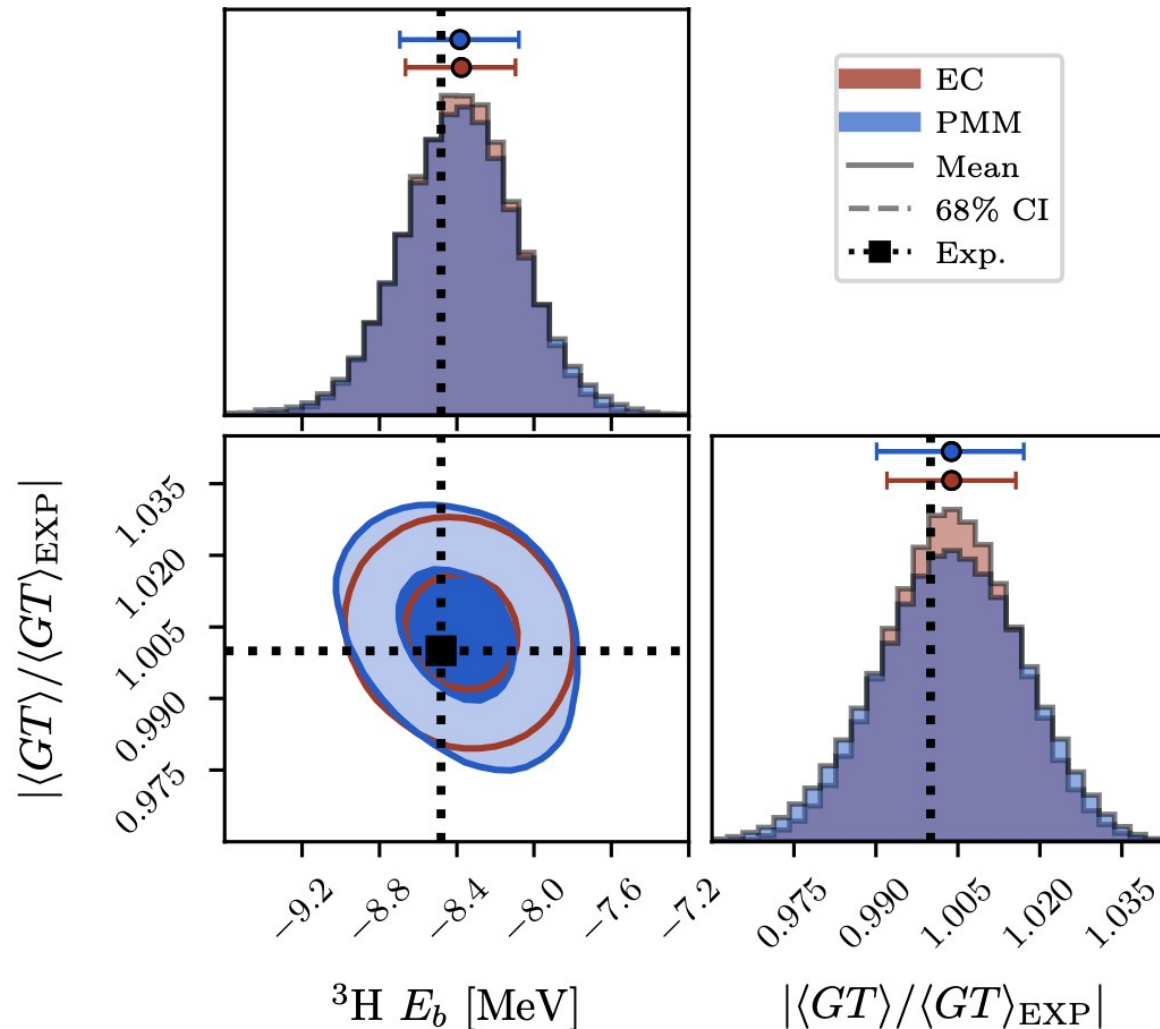 EC
PMM
Mean
68% CI
Exp.
|⟨GT⟩/⟨GT⟩EXP|
1.035
1.020
1.005
0.990
0.975
−9.2 −8.8 −8.4 −8.0 −7.6 −7.2
0.975 0.990 1.005 1.020 1.035
³H E_b [MeV]
|⟨GT⟩/⟨GT⟩EXP|